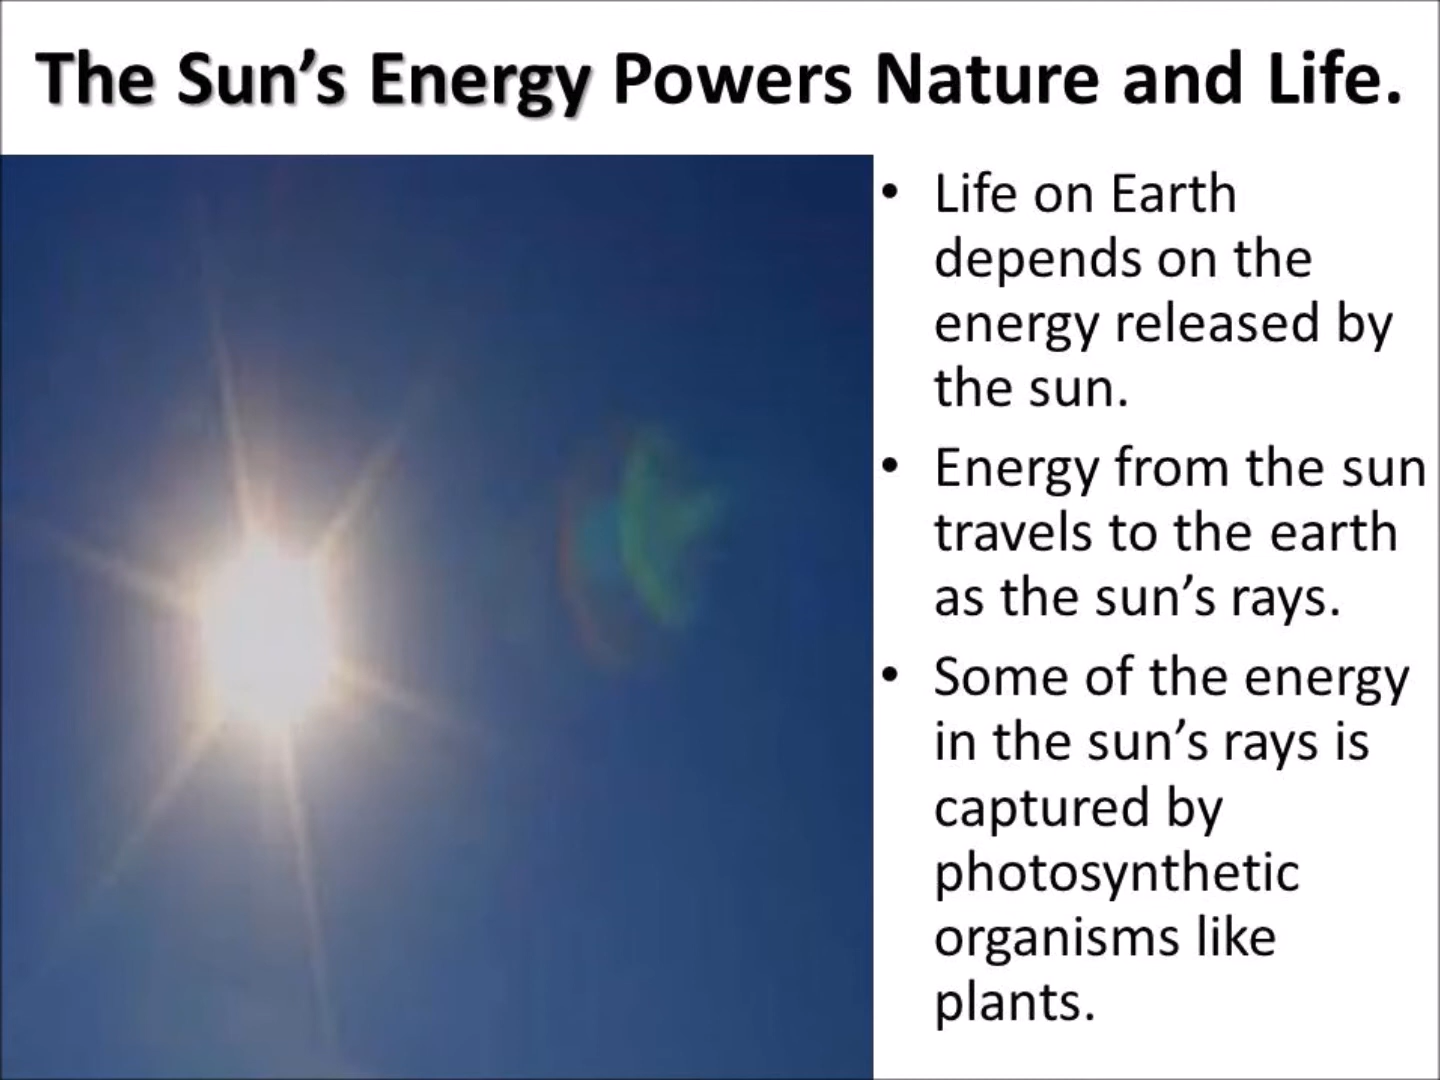 The Sun’s Energy Powers Nature and Life.
• Life on Earth
depends on the
energy released by
the sun.
• Energy from the sun
travels to the earth
as the sun’s rays.
• Some of the energy
in the sun’s rays is
captured by
photosynthetic
organisms like
plants.